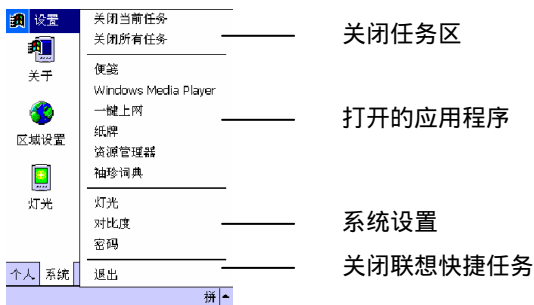 设置
关于
区域设置
灯光
个人 系统
关闭当前任务
关闭所有任务
便笺
Windows Media Player
一键上网
纸牌
资源管理器
袖珍词典
灯光
对比度
密码
退出
拼
关闭任务区
打开的应用程序
系统设置
关闭联想快捷任务